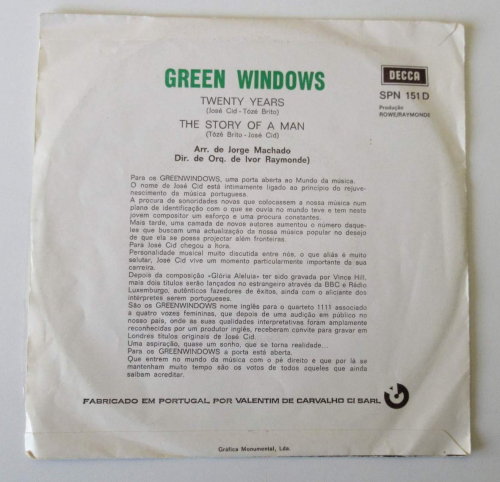 GREEN WINDOWS
DECCA
SPN 151 D
TWENTY YEARS
(José Cid - Tózé Brito)
Produção
ROWE/RAYMONDE
THE STORY OF A MAN
(Tózé Brito - José Cid)
Arr. de Jorge Machado
Dir. de Orq. de Ivor Raymonde)
Para os GREENWINDOWS, uma porta aberta ao Mundo da música.
O nome de José Cid está intimamente ligado ao princípio do rejuve-
nescimento da música portuguesa.
A procura de sonoridades novas que colocassem a nossa música num
plano de identificação com o que se ouvia no mundo teve e tem neste
jovem compositor um esforço e uma procura constantes.
Mais tarde, uma camada de novos autores aumentou o número daque-
les que buscam uma actualização da nossa música popular no desejo
de que ela se possa projectar além fronteiras.
Para José Cid chegou a hora.
Personalidade musical muito discutida entre nós, o que aliás é muito
salutar, José Cid vive um momento particularmente importante da sua
carreira.
Depois da composição «Glória Aleluia» ter sido gravada por Vince Hill,
mais dois títulos serão lançados no estrangeiro através da BBC e Rádio
Luxemburgo, autênticos fazedores de êxitos, ainda com o aliciante dos
intérpretes serem portugueses.
São os GREENWINDOWS nome inglês para o quarteto 1111 associado
a quatro vozes femininas, que depois de uma audição em público no
nosso país, onde as suas qualidades interpretativas foram amplamente
reconhecidas por um produtor inglês, receberam convite para gravar em
Londres títulos originais de José Cid.
Uma aspiração, quase um sonho, que se torna realidade...
Para os GREENWINDOWS a porta está aberta.
Que entrem no mundo da música com o pé direito e que por lá se
mantenham muito tempo são os votos de todos aqueles que ainda
saibam acreditar.
FABRICADO EM PORTUGAL POR VALENTIM DE CARVALHO CI SARL
Gráfica Monumental, Lda.